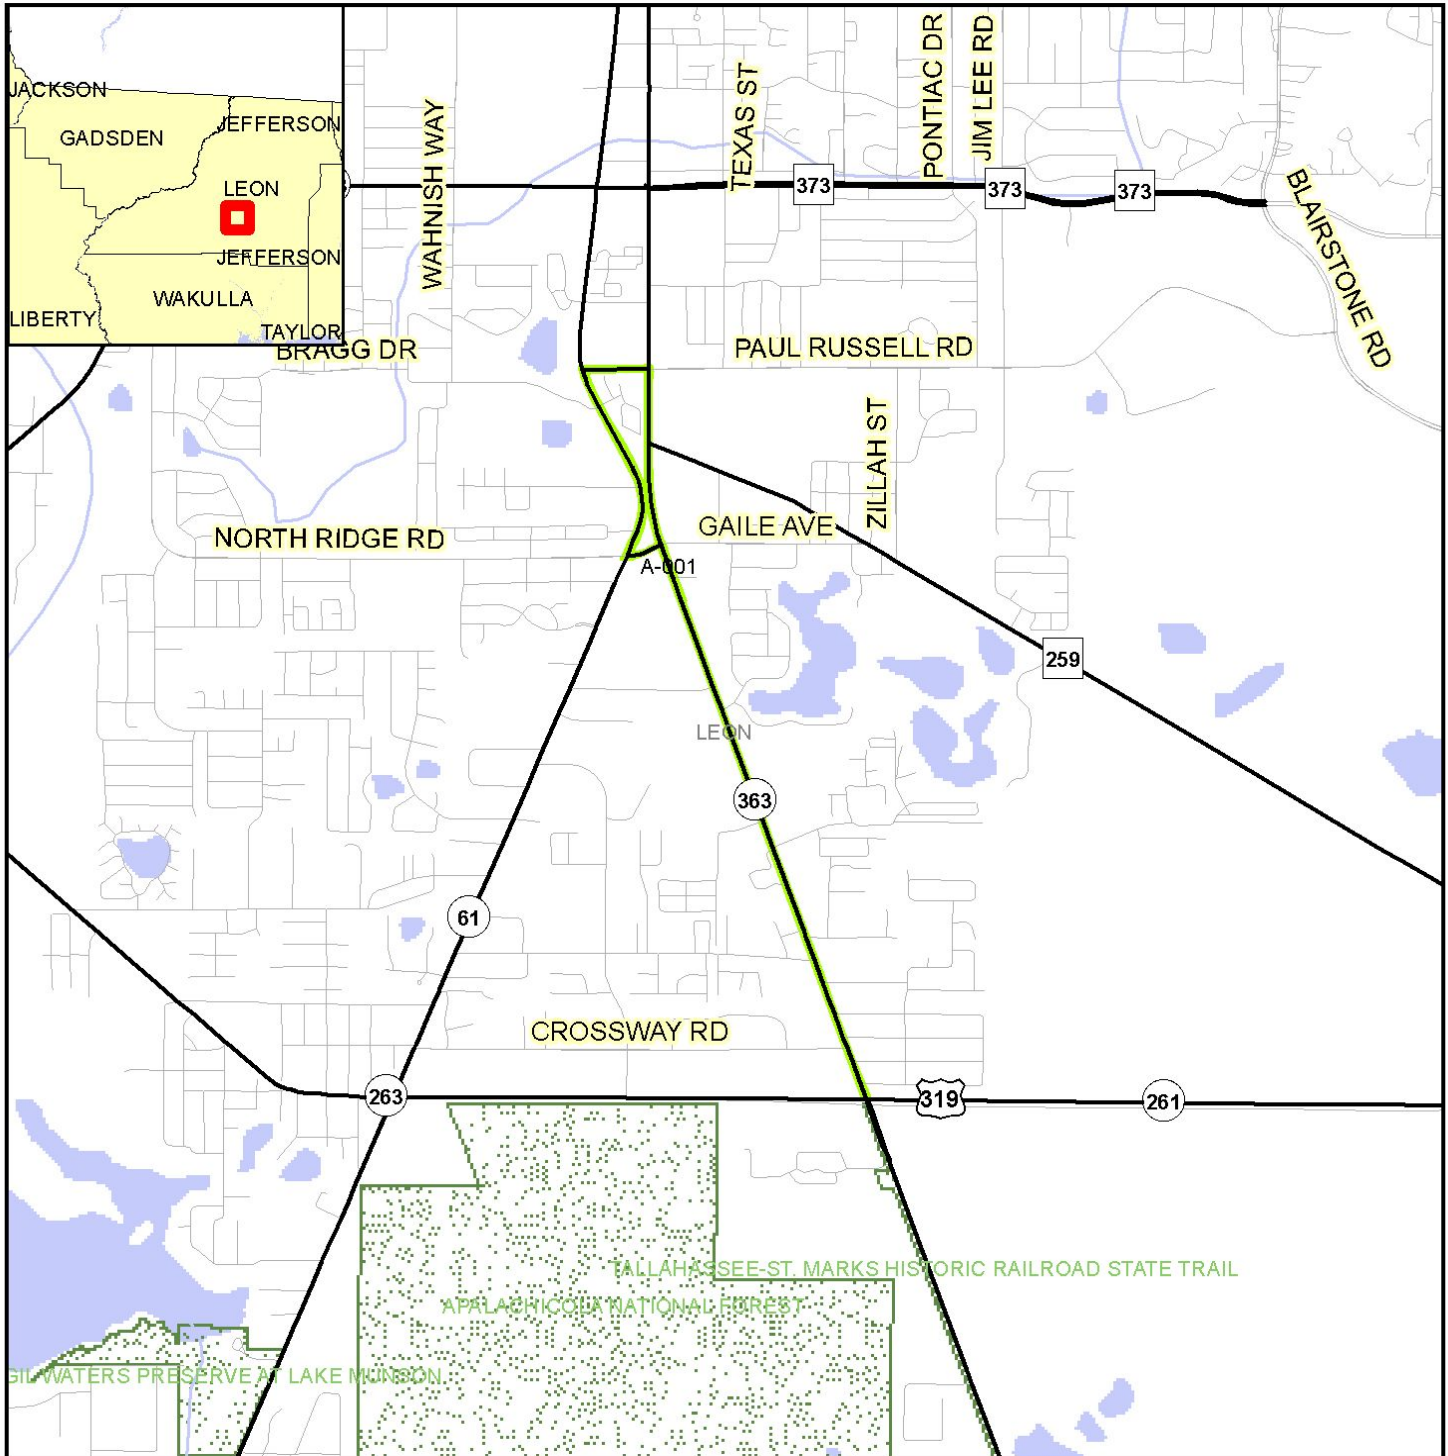 JACKSON
GADSDEN
JEFFERSON
LEON
JEFFERSON
WAKULLA
LIBERTY
TAYLOR
WAHNISH WAY
TEXAS ST
PONTIAC DR
JIM LEE RD
373
373
373
BLAIRSTONE RD
BRAGG DR
PAUL RUSSELL RD
ZILLAH ST
NORTH RIDGE RD
GAILE AVE
A-001
259
LEON
363
61
CROSSWAY RD
263
319
261
TALLAHASSEE-ST. MARKS HISTORIC RAILROAD STATE TRAIL
APALACHICOLA NATIONAL FOREST
WATERS PRESERVE AT LAKE MUNSON